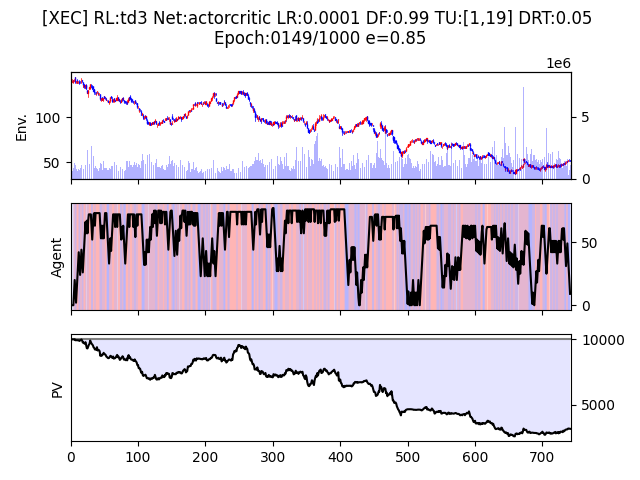 [XEC] RL:td3 Net:actorcritic LR:0.0001 DF:0.99 TU:[1,19] DRT:0.05
Epoch:0149/1000 e=0.85
1e6
Env.
100
50
5
0
Agent
50
0
PV
10000
5000
0 100 200 300 400 500 600 700